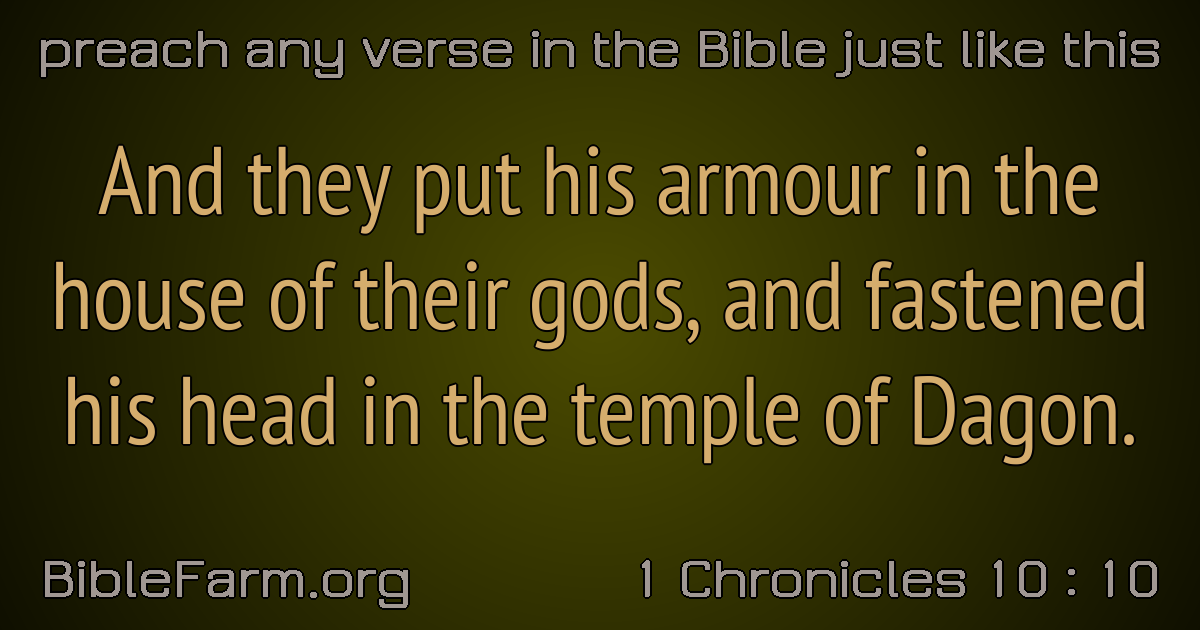 preach any verse in the Bible just like this
And they put his armour in the
house of their gods, and fastened
his head in the temple of Dagon.
BibleFarm.org
1 Chronicles 10 : 10